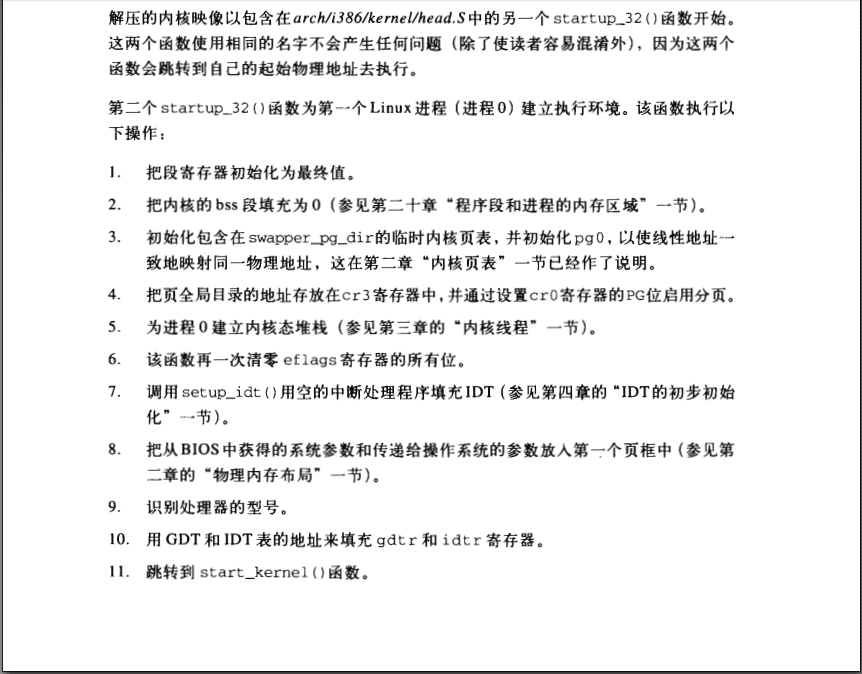 解压的内核映像以包含在arch/i386/kernel/head.S中的另一个startup_32()函数开始。
这两个函数使用相同的名字不会产生任何问题（除了使读者容易混淆外），因为这两个
函数会跳转到自己的起始物理地址去执行。
第二个startup_32()函数为第一个Linux进程（进程0）建立执行环境。该函数执行以
下操作：
1. 把段寄存器初始化为最终值。
2. 把内核的bss段填充为0（参见第二十章“程序段和进程的内存区域”一节）。
3. 初始化包含在swapper_pg_dir的临时内核页表，并初始化pg0，以使线性地址一
致地映射同一物理地址，这在第二章“内核页表”一节已经作了说明。
4. 把页全局目录的地址存放在cr3寄存器中，并通过设置cr0寄存器的PG位启用分页。
5. 为进程0建立内核态堆栈（参见第三章的“内核线程”一节）。
6. 该函数再一次清零eflags寄存器的所有位。
7. 调用setup_idt()用空的中断处理程序填充IDT（参见第四章的“IDT的初步初始
化”一节）。
8. 把从BIOS中获得的系统参数和传递给操作系统的参数放入第一个页框中（参见第
二章的“物理内存布局”一节）。
9. 识别处理器的型号。
10. 用GDT和IDT表的地址来填充gdtr和idtr寄存器。
11. 跳转到start_kernel()函数。